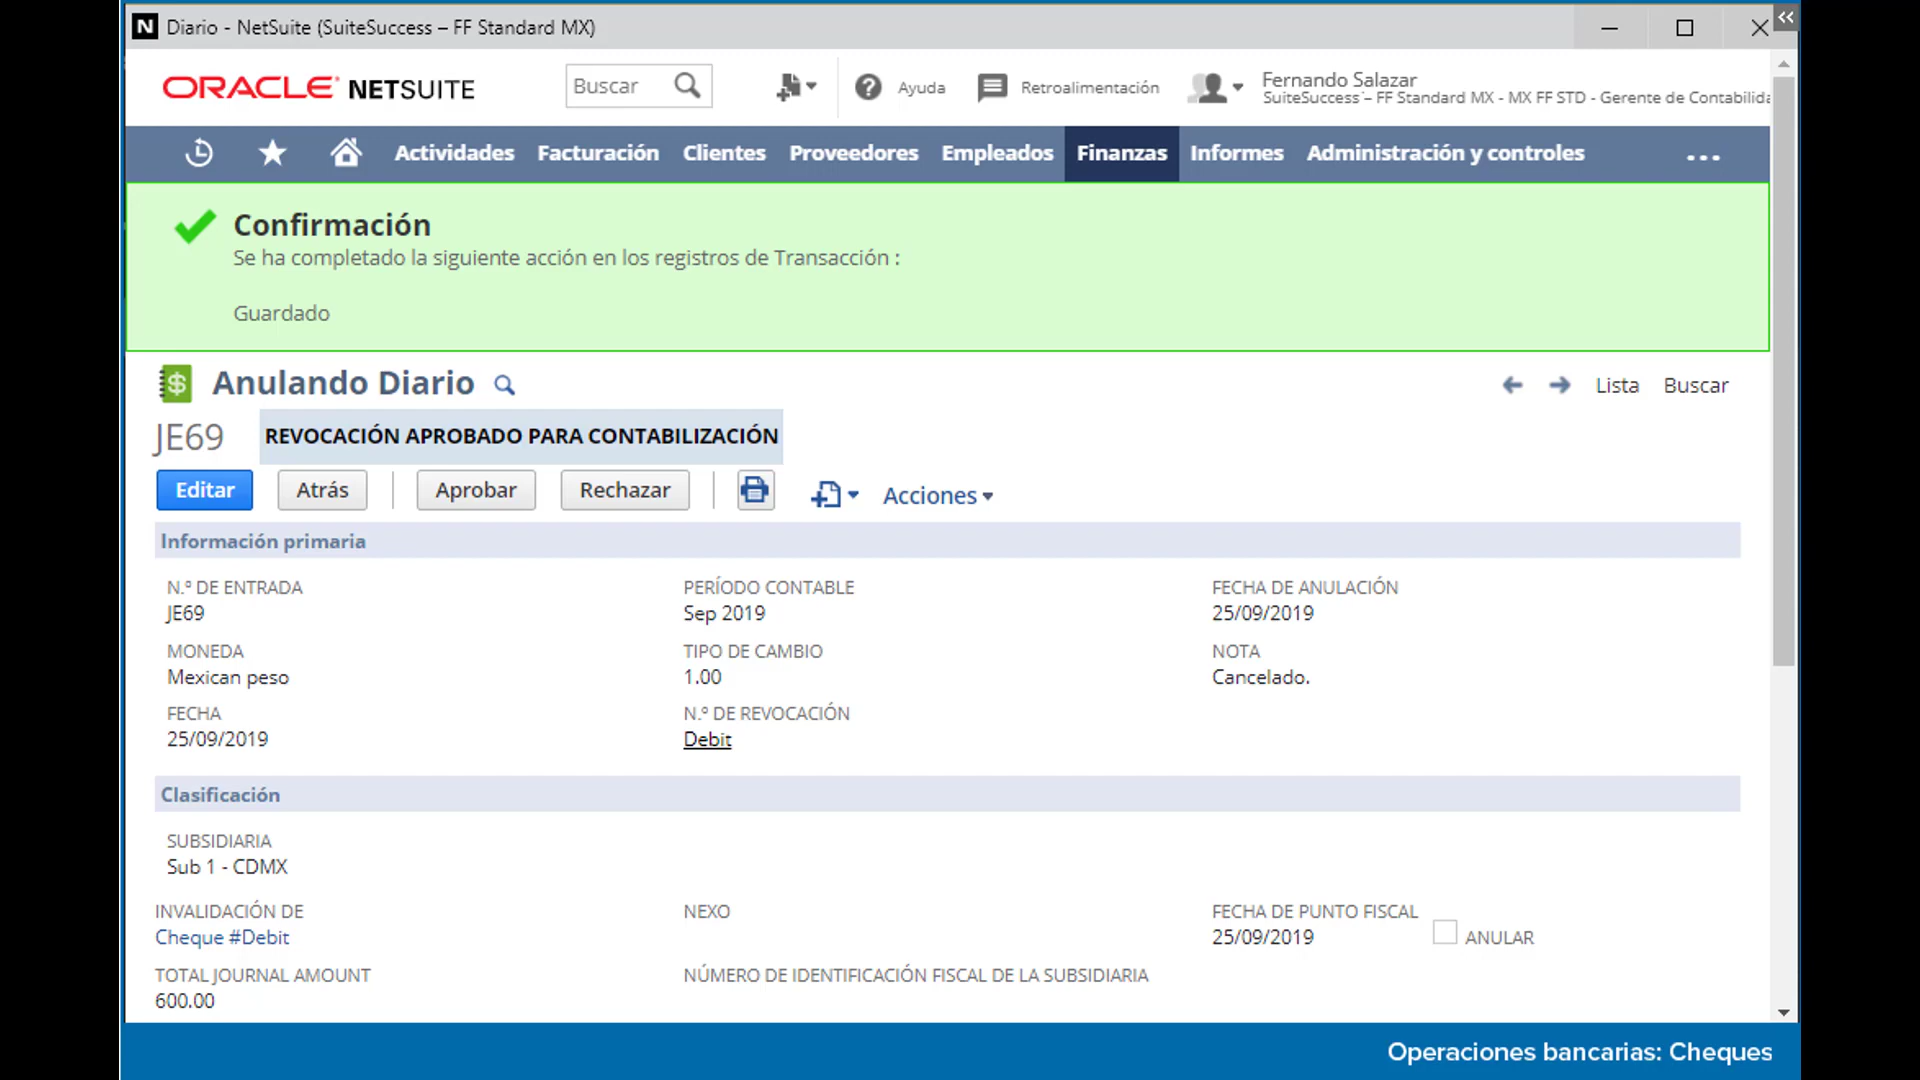 N Diario - NetSuite (SuiteSuccess – FF Standard MX)
ORACLE NETSUITE
Buscar
Ayuda
Retroalimentación
Fernando Salazar
SuiteSuccess – FF Standard MX - MX FF STD - Gerente de Contabilida
Actividades Facturación Clientes Proveedores Empleados Finanzas Informes Administración y controles
Confirmación
Se ha completado la siguiente acción en los registros de Transacción :
Guardado
Anulando Diario
Lista Buscar
JE69 REVOCACIÓN APROBADO PARA CONTABILIZACIÓN
Editar Atrás Aprobar Rechazar Acciones
Información primaria
N.º DE ENTRADA PERÍODO CONTABLE FECHA DE ANULACIÓN
JE69 Sep 2019 25/09/2019
MONEDA TIPO DE CAMBIO NOTA
Mexican peso 1.00 Cancelado.
FECHA N.º DE REVOCACIÓN
25/09/2019 Debit
Clasificación
SUBSIDIARIA
Sub 1 - CDMX
INVALIDACIÓN DE NEXO FECHA DE PUNTO FISCAL
Cheque #Debit 25/09/2019 ANULAR
TOTAL JOURNAL AMOUNT NÚMERO DE IDENTIFICACIÓN FISCAL DE LA SUBSIDIARIA
600.00
Operaciones bancarias: Cheques